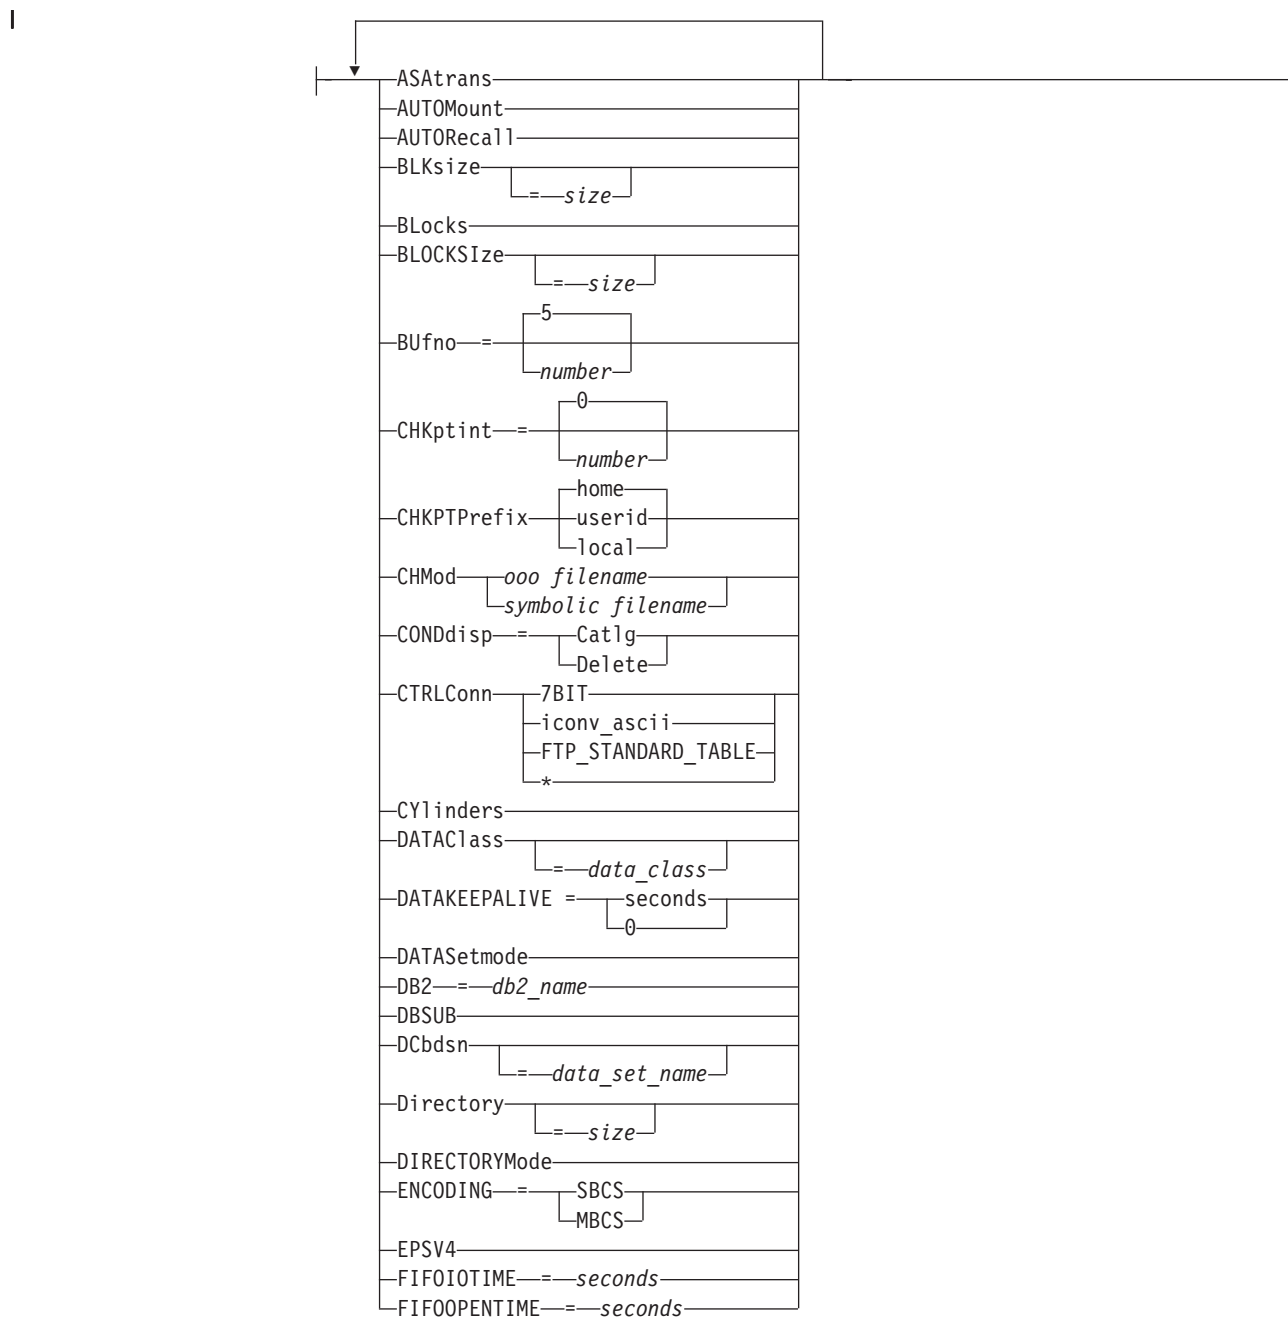 ASAtrans
AUTOMount
AUTORecall
BLKsize
= size
BLocks
BLOCKSIze
= size
5
BUfno =
number
0
CHKptint =
number
home
CHKPTPrefix userid
local
CHMod ooo filename
symbolic filename
CONDdisp = Catlg
Delete
CTRLConn 7BIT
iconv_ascii
FTP_STANDARD_TABLE
*
CYlinders
DATAClass
= data_class
DATAKEEPALIVE = seconds
0
DATASetmode
DB2 = db2_name
DBSUB
DCbdsn
= data_set_name
Directory
= size
DIRECTORYMode
ENCODING = SBCS
MBCS
EPSV4
FIFOIOTIME = seconds
FIFOOPENTIME = seconds